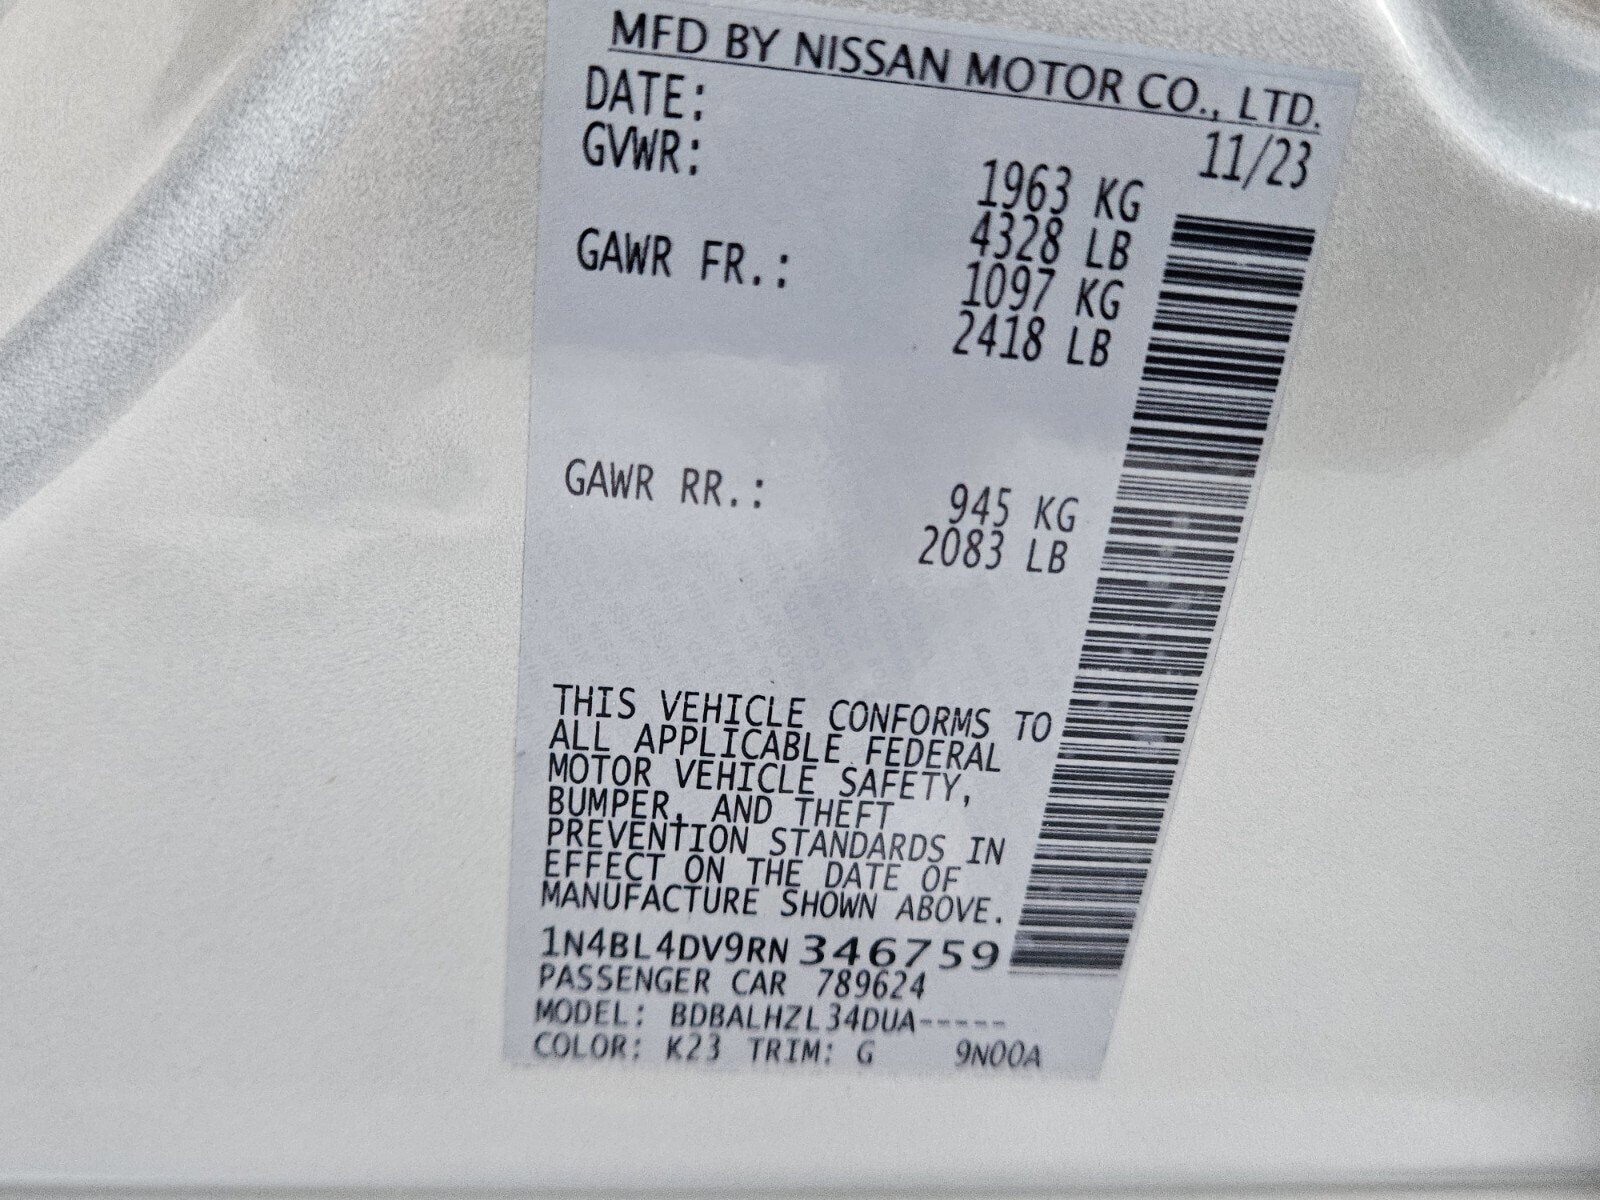 MFD BY NISSAN MOTOR CO., LTD.
DATE: 11/23
GVWR: 1963 KG
4328 LB
GAWR FR.: 1097 KG
2418 LB
GAWR RR.: 945 KG
2083 LB
THIS VEHICLE CONFORMS TO
ALL APPLICABLE FEDERAL
MOTOR VEHICLE SAFETY,
BUMPER, AND THEFT
PREVENTION STANDARDS IN
EFFECT ON THE DATE OF
MANUFACTURE SHOWN ABOVE.
1N4BL4DV9RN346759
PASSENGER CAR 789624
MODEL: BDBALHZL34DUA-----
COLOR: K23 TRIM: G 9N00A